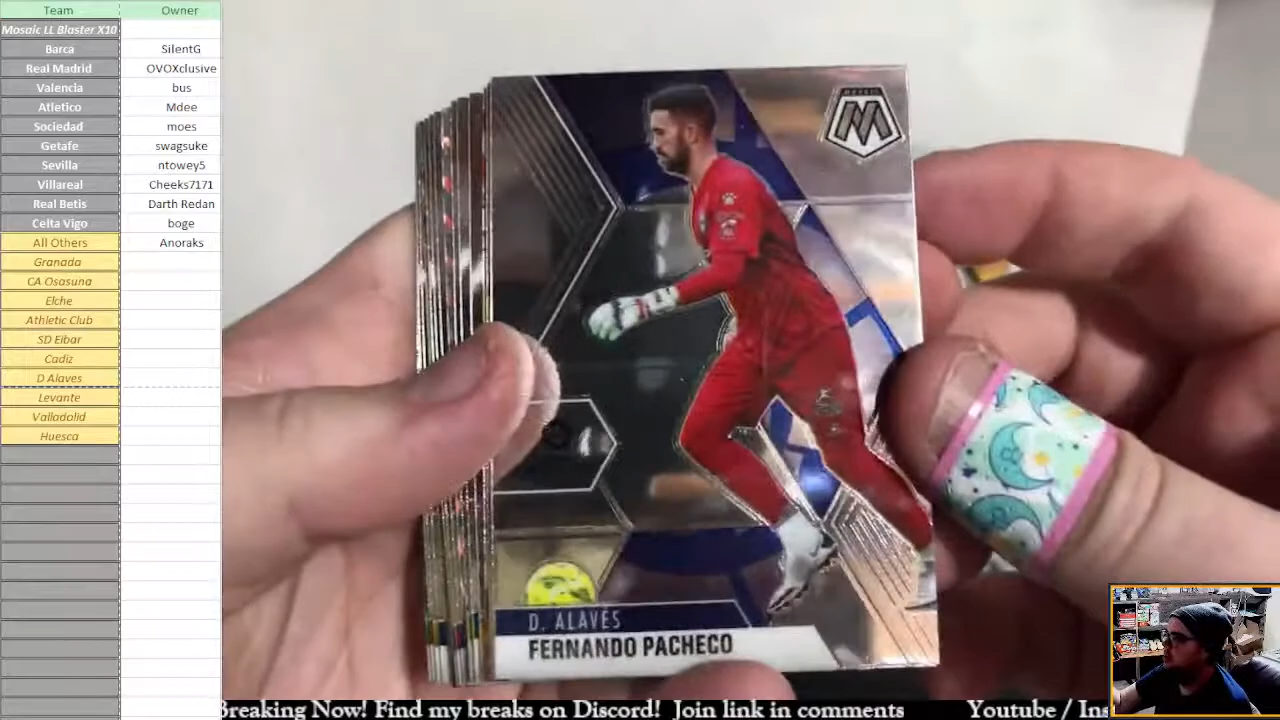 Team Owner
Mosaic LL Blaster X10
Barca SilentG
Real Madrid OVOXclusive
Valencia bus
Atletico Mdee
Sociedad moes
Getafe swagsuke
Sevilla ntowey5
Villareal Cheeks7171
Real Betis Darth Redan
Celta Vigo boge
All Others Anoraks
Granada
CA Osasuna
Elche
Athletic Club
SD Eibar
Cadiz
D Alaves
Levante
Valladolid
Huesca
MOSAIC
D. ALAVÉS
FERNANDO PACHECO
Breaking Now! Find my breaks on Discord! Join link in comments Youtube / Ins